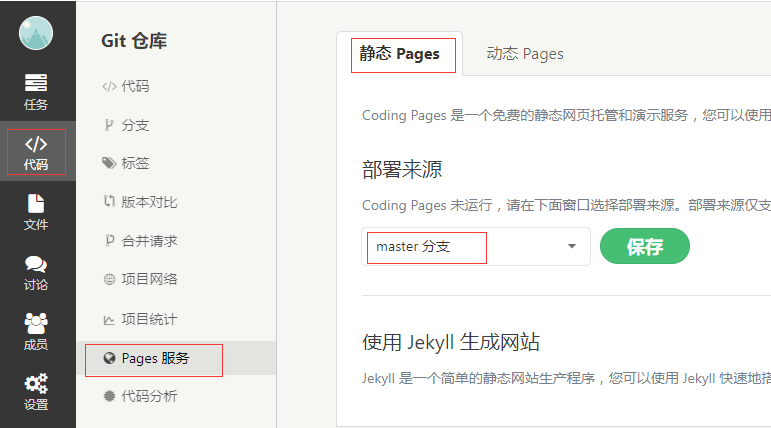 任务
代码
文件
讨论
成员
设置
Git 仓库
代码
分支
标签
版本对比
合并请求
项目网络
项目统计
Pages 服务
代码分析
静态 Pages
动态 Pages
Coding Pages 是一个免费的静态网页托管和演示服务，您可以使用
部署来源
Coding Pages 未运行，请在下面窗口选择部署来源。部署来源仅支
master 分支
保存
使用 Jekyll 生成网站
Jekyll 是一个简单的静态网站生产程序，您可以使用 Jekyll 快速地搭